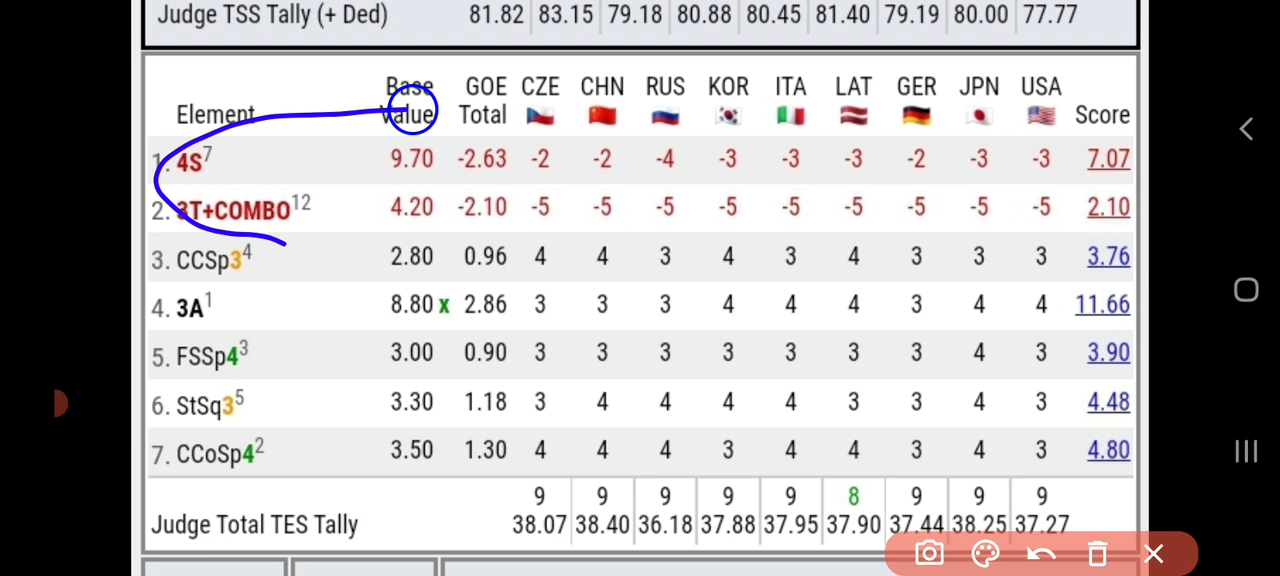 Judge TSS Tally (+ Ded) 81.82 83.15 79.18 80.88 80.45 81.40 79.19 80.00 77.77
Element Base Value GOE Total CZE CHN RUS KOR ITA LAT GER JPN USA Score
1. 4S7 9.70 -2.63 -2 -2 -4 -3 -3 -3 -2 -3 -3 7.07
2. 3T+COMBO12 4.20 -2.10 -5 -5 -5 -5 -5 -5 -5 -5 -5 2.10
3. CCSp34 2.80 0.96 4 4 3 4 3 4 3 3 3 3.76
4. 3A1 8.80 x 2.86 3 3 3 4 4 4 3 4 4 11.66
5. FSSp43 3.00 0.90 3 3 3 3 3 3 3 4 3 3.90
6. StSq35 3.30 1.18 3 4 4 4 4 3 3 4 3 4.48
7. CCoSp42 3.50 1.30 4 4 4 3 4 4 3 4 3 4.80
9 9 9 9 9 8 9 9 9
Judge Total TES Tally 38.07 38.40 36.18 37.88 37.95 37.90 37.44 38.25 37.27